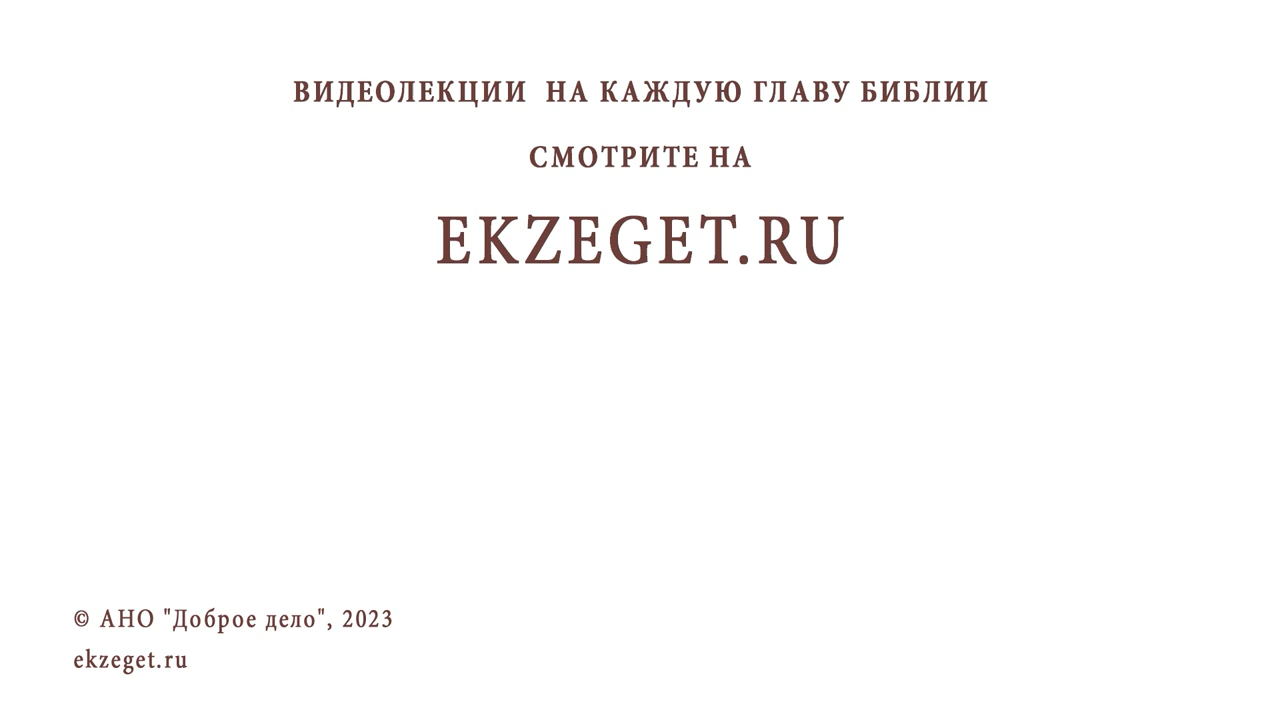 ВИДЕОЛЕКЦИИ НА КАЖДУЮ ГЛАВУ БИБЛИИ
СМОТРИТЕ НА
EKZEGET.RU
© АНО "Доброе дело", 2023
ekzeget.ru